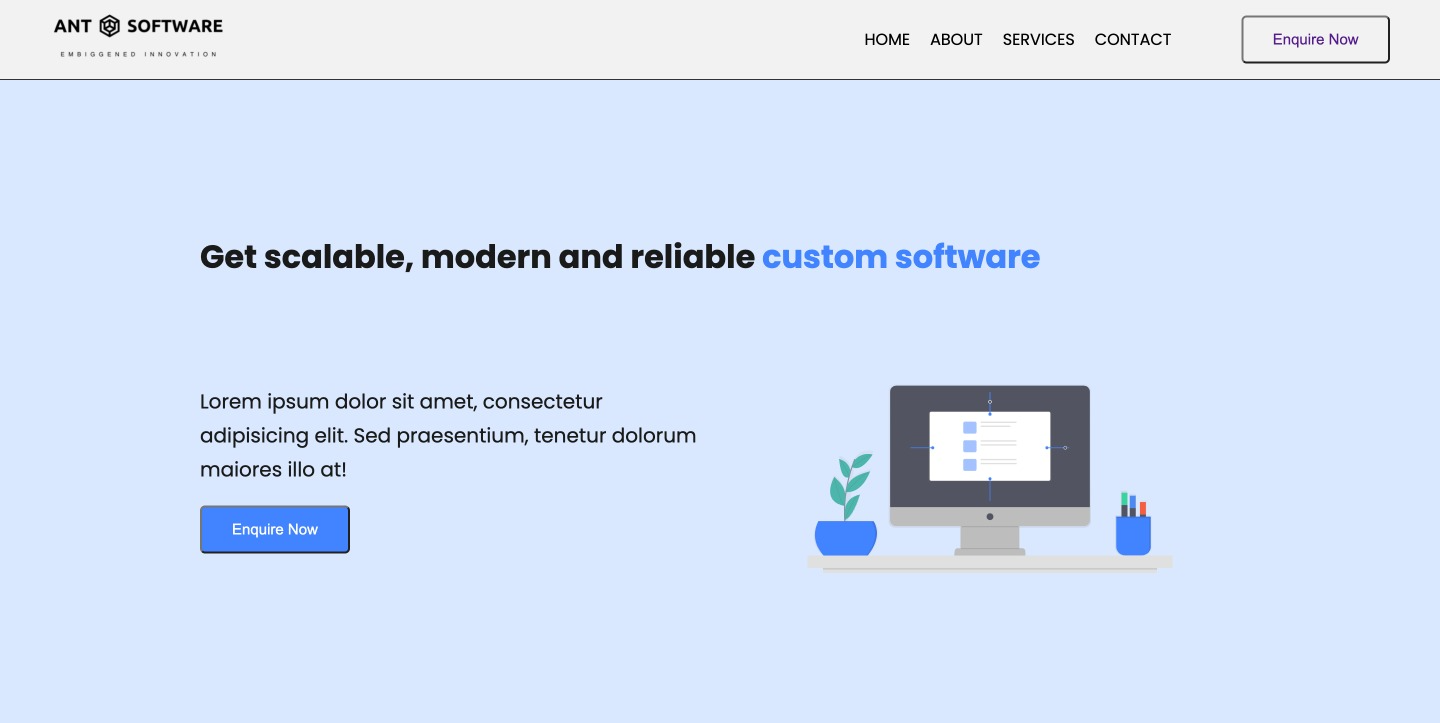 ANT SOFTWARE
EMBIGGENED INNOVATION
HOME ABOUT SERVICES CONTACT
Enquire Now
Get scalable, modern and reliable custom software
Lorem ipsum dolor sit amet, consectetur
adipisicing elit. Sed praesentium, tenetur dolorum
maiores illo at!
Enquire Now